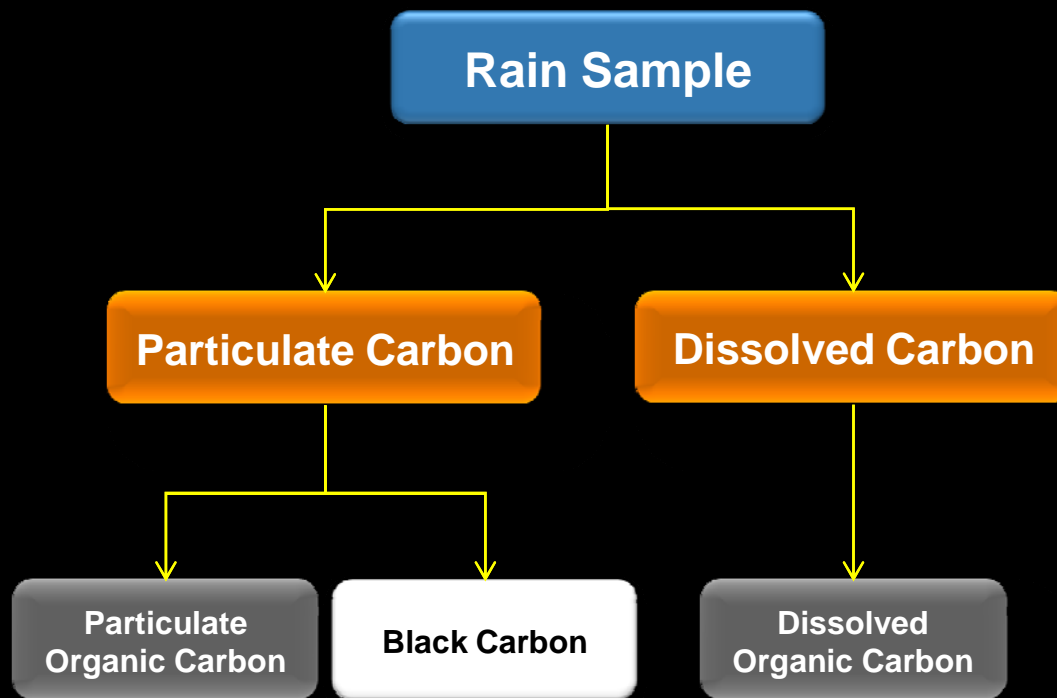 Rain Sample
Particulate Carbon
Dissolved Carbon
Particulate
Organic Carbon
Black Carbon
Dissolved
Organic Carbon